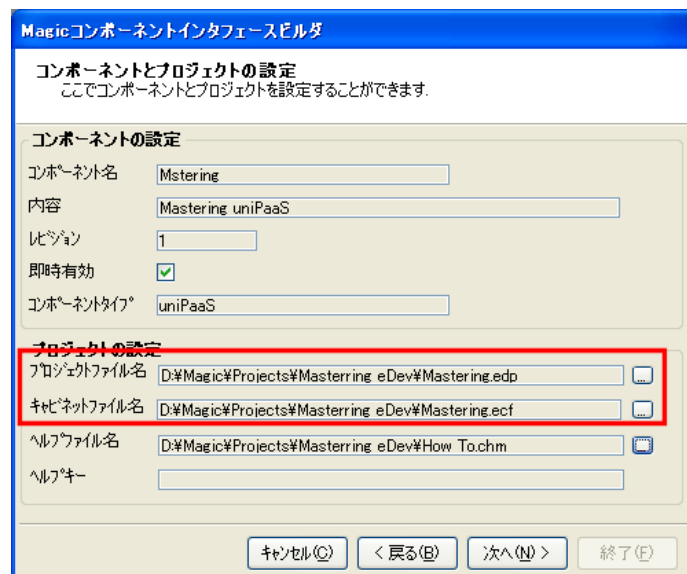 Magicコンポーネントインタフェースビルダ
コンポーネントとプロジェクトの設定
ここでコンポーネントとプロジェクトを設定することができます.
コンポーネントの設定
コンポーネント名 Mstering
内容 Mastering uniPaaS
レビジョン 1
即時有効
コンポーネントタイプ uniPaaS
プロジェクトの設定
プロジェクトファイル名 D:¥Magic¥Projects¥Masterring eDev¥Mastering.edp ...
キャビネットファイル名 D:¥Magic¥Projects¥Masterring eDev¥Mastering.ecf ...
ヘルプファイル名 D:¥Magic¥Projects¥Masterring eDev¥How To.chm ...
ヘルプキー
キャンセル(C) < 戻る(B) 次へ(N) > 終了(F)